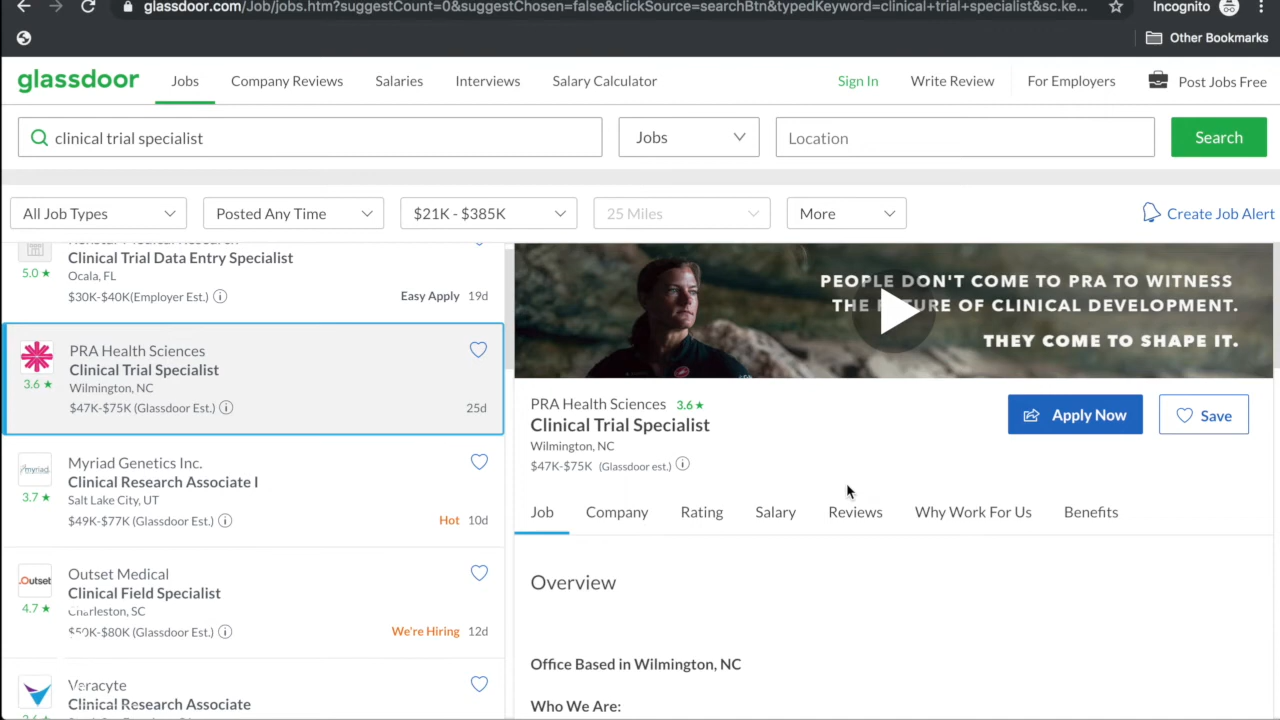 glassdoor.com/Job/jobs.htm?suggestCount=0&suggestChosen=false&clickSource=searchBtn&typedKeyword=clinical+trial+specialist&sc.ke...
Incognito
Other Bookmarks
glassdoor
Jobs
Company Reviews
Salaries
Interviews
Salary Calculator
Sign In
Write Review
For Employers
Post Jobs Free
clinical trial specialist
Jobs
Location
Search
All Job Types
Posted Any Time
$21K - $385K
25 Miles
More
Create Job Alert
Clinical Trial Data Entry Specialist
5.0 ★
Ocala, FL
$30K-$40K(Employer Est.)
Easy Apply 19d
PRA Health Sciences
Clinical Trial Specialist
3.6 ★
Wilmington, NC
$47K-$75K (Glassdoor Est.)
25d
Myriad Genetics Inc.
Clinical Research Associate I
3.7 ★
Salt Lake City, UT
$49K-$77K (Glassdoor Est.)
Hot 10d
Outset Medical
Outset
Clinical Field Specialist
4.7 ★
Charleston, SC
$50K-$80K (Glassdoor Est.)
We're Hiring 12d
Veracyte
Clinical Research Associate
PEOPLE DON'T COME TO PRA TO WITNESS
THE FUTURE OF CLINICAL DEVELOPMENT.
THEY COME TO SHAPE IT.
PRA Health Sciences 3.6 ★
Clinical Trial Specialist
Wilmington, NC
$47K-$75K (Glassdoor est.)
Apply Now
Save
Job
Company
Rating
Salary
Reviews
Why Work For Us
Benefits
Overview
Office Based in Wilmington, NC
Who We Are: